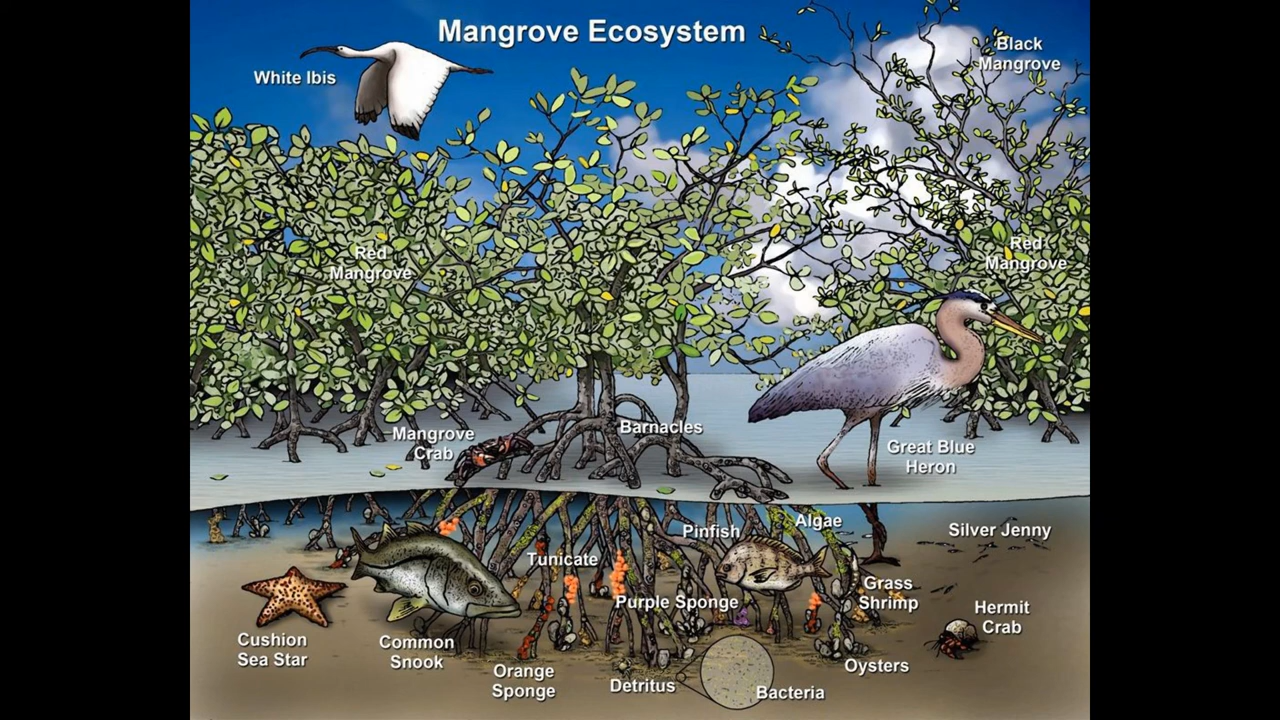 Mangrove Ecosystem
White Ibis
Black
Mangrove
Red
Mangrove
Red
Mangrove
Mangrove
Crab
Barnacles
Great Blue
Heron
Pinfish
Algae
Silver Jenny
Tunicate
Grass
Shrimp
Purple Sponge
Hermit
Crab
Cushion
Sea Star
Common
Snook
Orange
Sponge
Detritus
Bacteria
Oysters